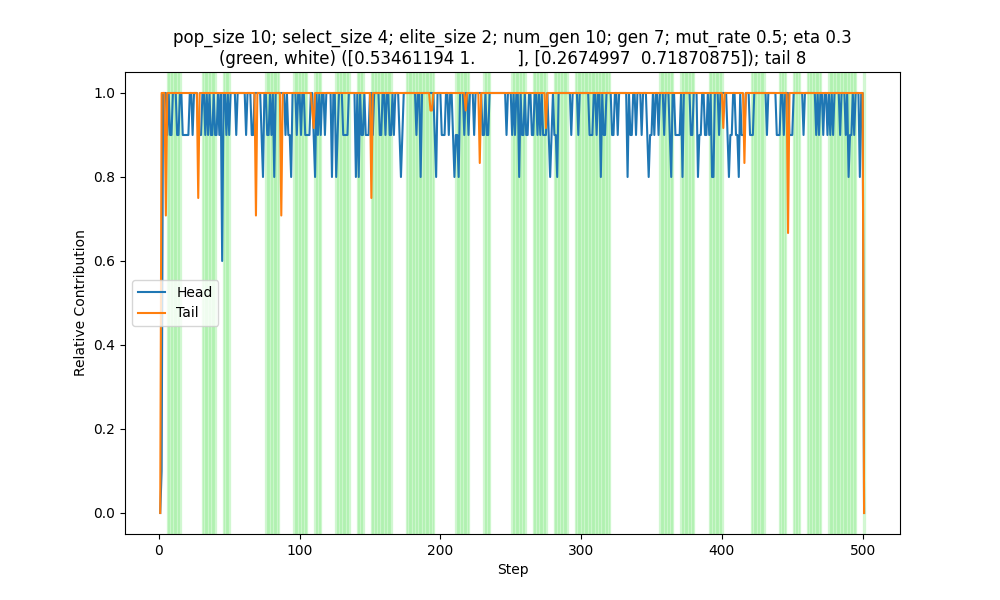 pop_size 10; select_size 4; elite_size 2; num_gen 10; gen 7; mut_rate 0.5; eta 0.3
(green, white) ([0.53461194 1.        ], [0.2674997  0.71870875]); tail 8
1.0
0.8
0.6
0.4
0.2
0.0
Relative Contribution
Head
Tail
0 100 200 300 400 500
Step